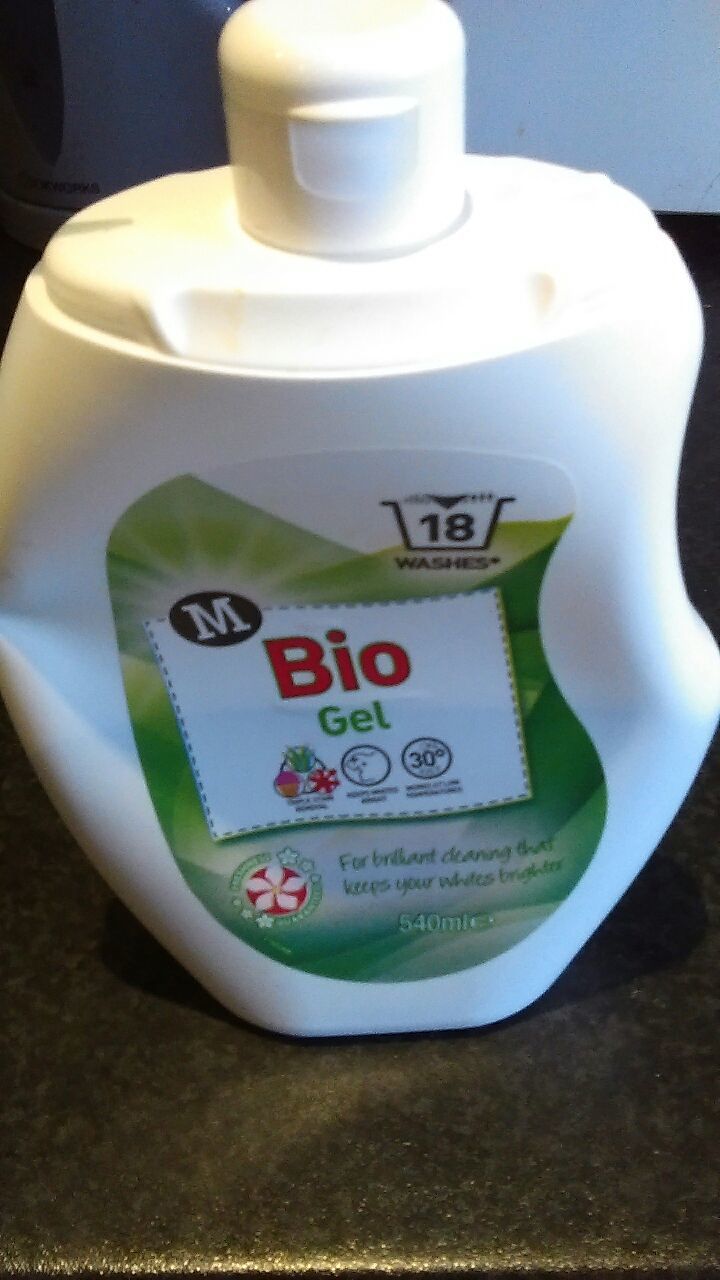 18
WASHES*
M
Bio
Gel
30°
For brilliant cleaning that
keeps your whites brighter
540ml e